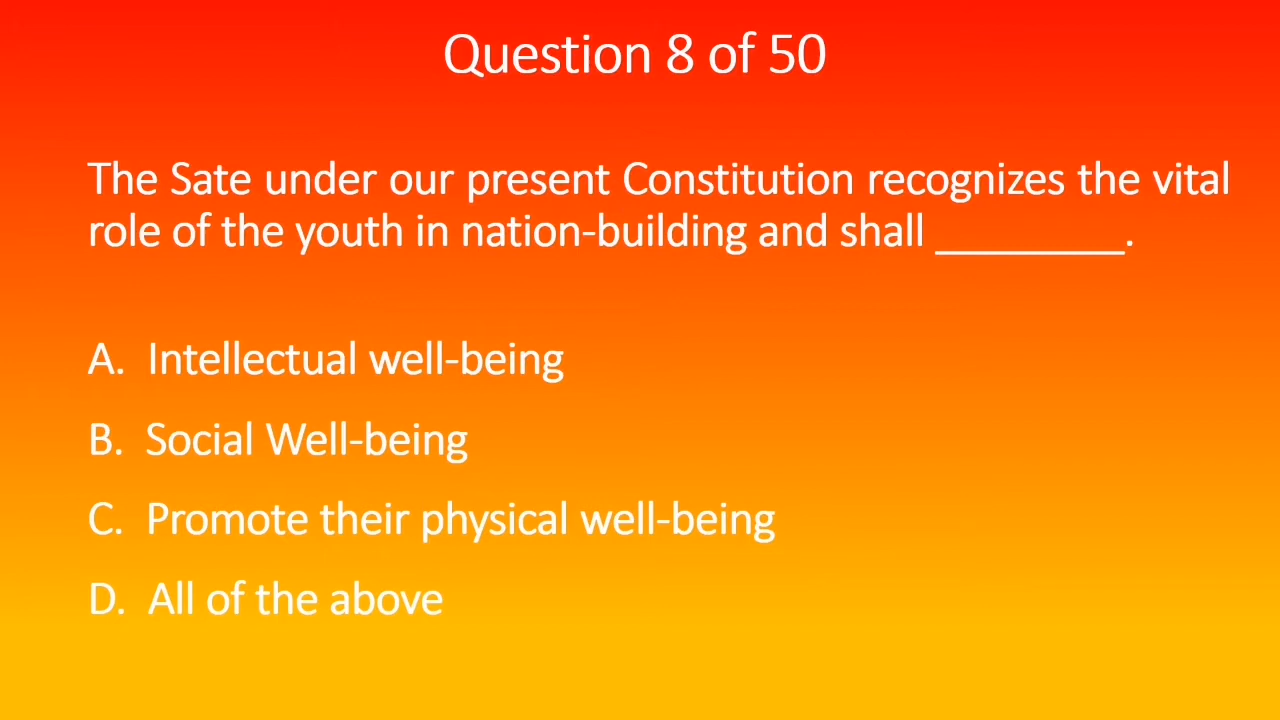 Question 8 of 50
The Sate under our present Constitution recognizes the vital
role of the youth in nation-building and shall _________.
A. Intellectual well-being
B. Social Well-being
C. Promote their physical well-being
D. All of the above